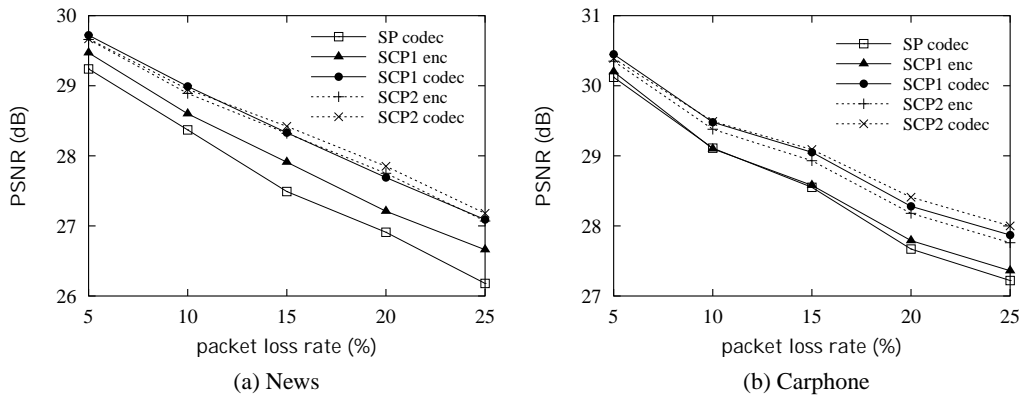 30
29
28
27
26
PSNR (dB)
SP codec
SCP1 enc
SCP1 codec
SCP2 enc
SCP2 codec
5 10 15 20 25
packet loss rate (%)
(a) News
31
30
29
28
27
PSNR (dB)
SP codec
SCP1 enc
SCP1 codec
SCP2 enc
SCP2 codec
5 10 15 20 25
packet loss rate (%)
(b) Carphone